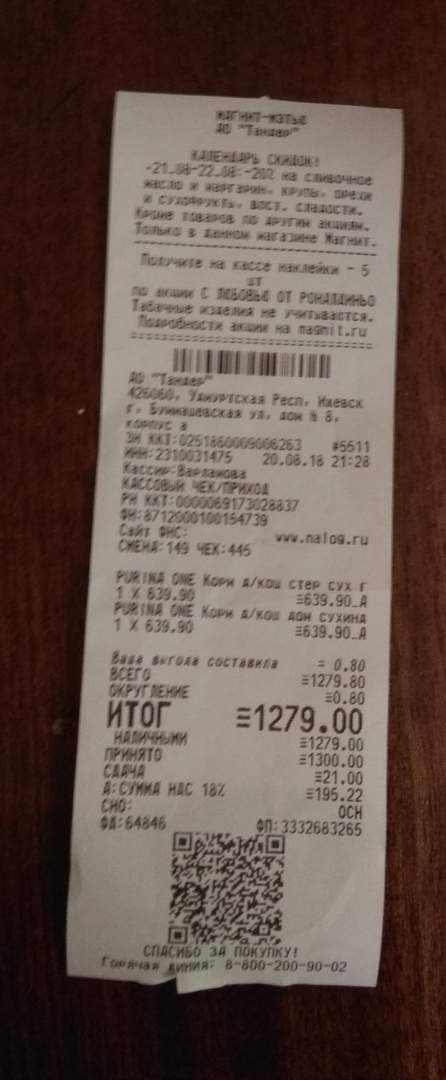 МАГНИТ-МЭТЬЮ
АО "Тандер"
КАЛЕНДАРЬ СКИДОК!
-21.08-22.08:-20% на сливочное
масло и маргарин, крупы, орехи
и сухофрукты, вост. сладости.
Кроме товаров по другим акциям.
Только в данном магазине Магнит.
Получите на кассе наклейки - 5
шт
по акции С ЛЮБОВЬЮ ОТ РОНАЛДИНЬО
Табачные изделия не учитываются.
Подробности акции на magnit.ru
АО "Тандер"
426060, Удмуртская Респ, Ижевск
г, Буммашевская ул, дом № 8,
корпус а
ЗН ККТ:0251860009006263 #5511
ИНН:2310031475 20.08.18 21:28
Кассир:Варламова
КАССОВЫЙ ЧЕК/ПРИХОД
РН ККТ:0000069173028837
ФН:8712000100154739
Сайт ФНС: www.nalog.ru
СМЕНА:149 ЧЕК:445
PURINA ONE Корм д/кош стер сух г
1 X 639.90 ≡639.90_А
PURINA ONE Корм д/кош дом сухинд
1 X 639.90 ≡639.90_А
Ваша выгода составила = 0.80
ВСЕГО ≡1279.80
ОКРУГЛЕНИЕ ≡0.80
ИТОГ ≡1279.00
НАЛИЧНЫМИ ≡1279.00
ПРИНЯТО ≡1300.00
СДАЧА ≡21.00
А:СУММА НДС 18% ≡195.22
СНО: ОСН
ФД:64846 ФП:3332683265
СПАСИБО ЗА ПОКУПКУ!
Горячая линия: 8-800-200-90-02